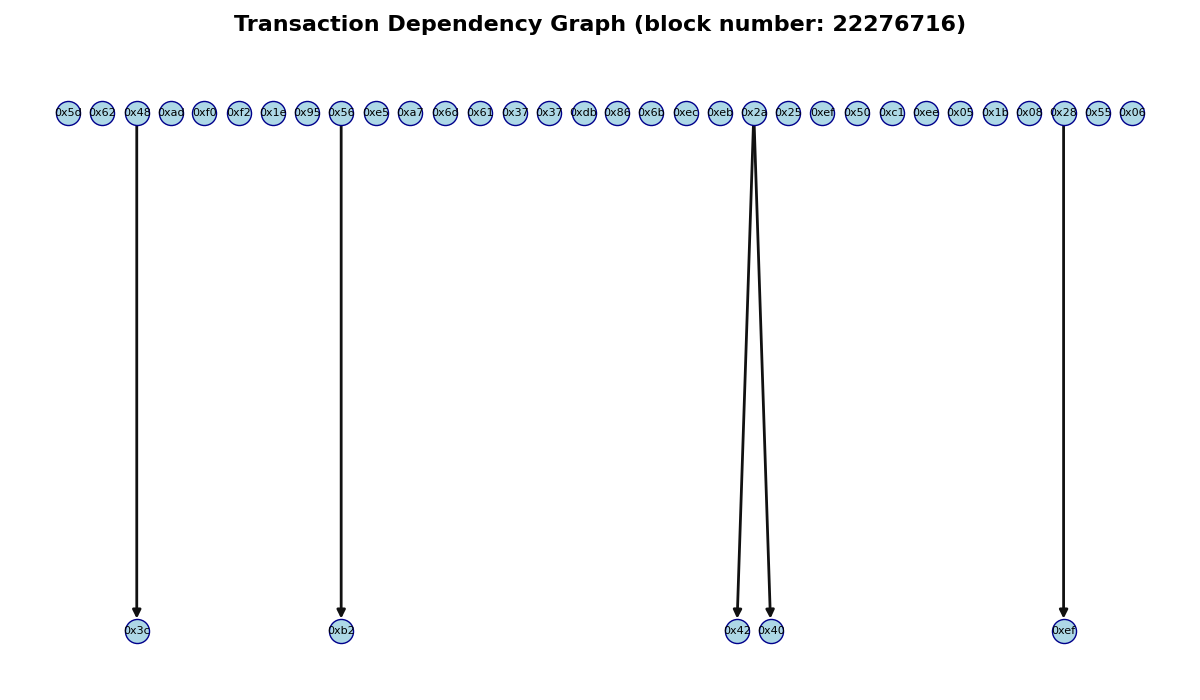 Transaction Dependency Graph (block number: 22276716)
0x5d 0x62 0x48 0xad 0xf0 0xf2 0x1e 0x95 0x56 0xe5 0xa7 0x6d 0x61 0x37 0x37 0xdb 0x86 0x6b 0xec 0xeb 0x2a 0x25 0xef 0x50 0xc1 0xee 0x05 0x1b 0x08 0x28 0x55 0x06
0xb2 0x42 0x40 0xef